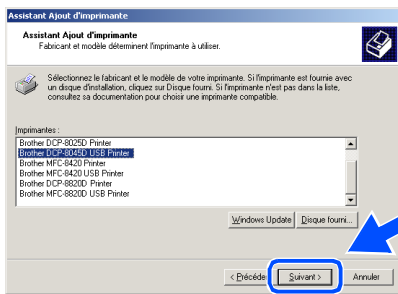 Assistant Ajout d'imprimante
Assistant Ajout d'imprimante
Fabricant et modèle déterminent l'imprimante à utiliser.
Sélectionnez le fabricant et le modèle de votre imprimante. Si l'imprimante est fournie avec
un disque d'installation, cliquez sur Disque fourni. Si l'imprimante n'est pas dans la liste,
consultez sa documentation pour choisir une imprimante compatible.
Imprimantes :
Brother DCP-8025D Printer
Brother DCP-8045D USB Printer
Brother MFC-8420 Printer
Brother MFC-8420 USB Printer
Brother DCP-8820D Printer
Brother MFC-8820D USB Printer
Windows Update Disque fourni...
< Précéde Suivant > Annuler